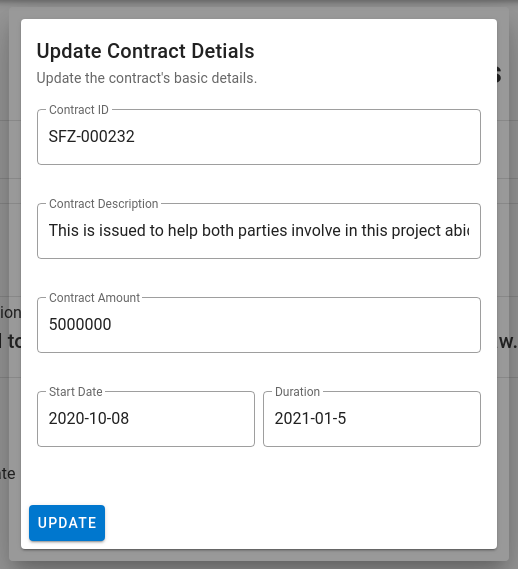 Update Contract Detials
Update the contract's basic details.
Contract ID
SFZ-000232
Contract Description
This is issued to help both parties involve in this project
Contract Amount
5000000
Start Date
Duration
2020-10-08
2021-01-5
UPDATE